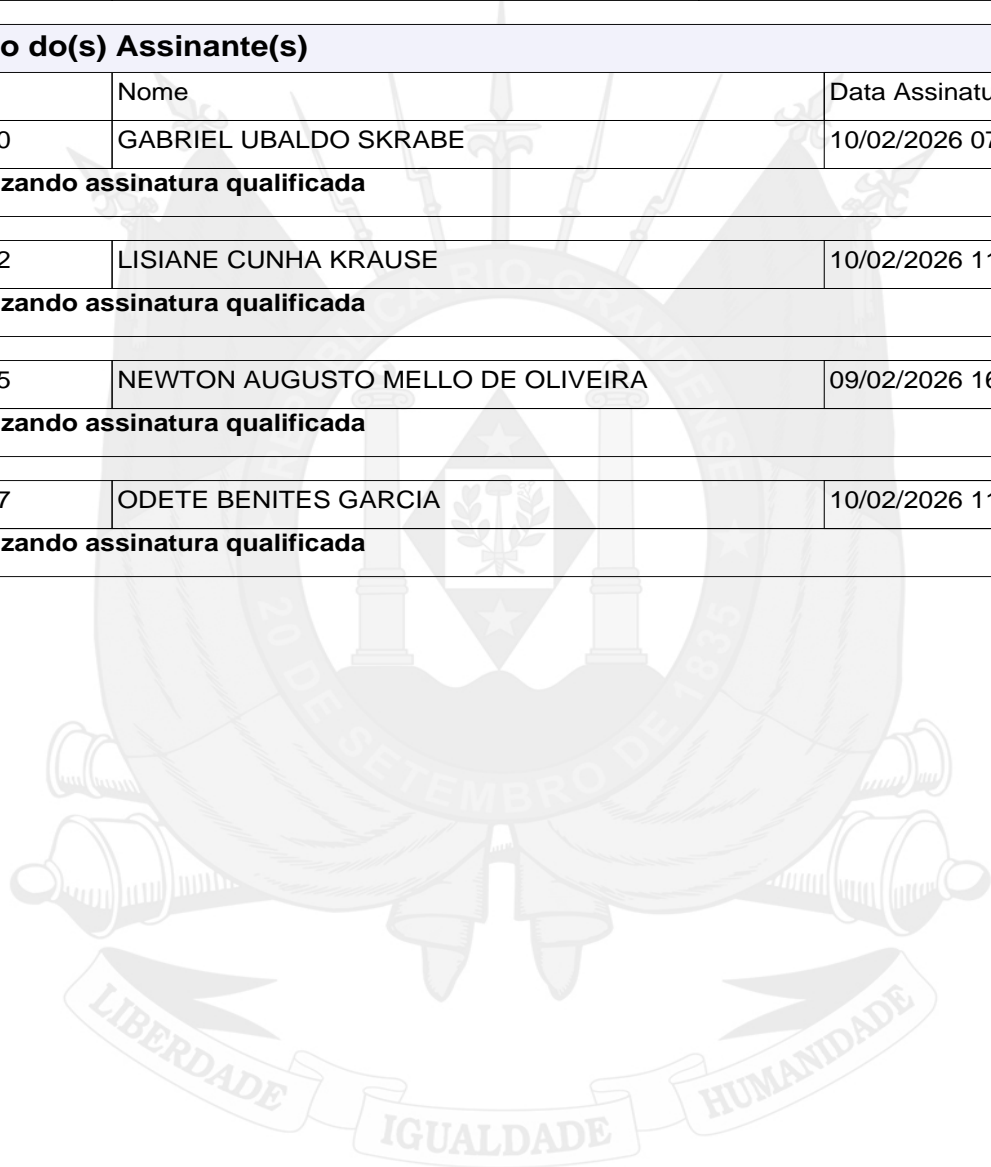 o do(s) Assinante(s)
Nome Data Assinatu
0 GABRIEL UBALDO SKRABE 10/02/2026 07
zando assinatura qualificada
2 LISIANE CUNHA KRAUSE 10/02/2026 11
zando assinatura qualificada
5 NEWTON AUGUSTO MELLO DE OLIVEIRA 09/02/2026 16
zando assinatura qualificada
7 ODETE BENITES GARCIA 10/02/2026 11
zando assinatura qualificada
REPÚBLICA RIO-GRANDENSE
20 DE SETEMBRO DE 1835
LIBERDADE
IGUALDADE
HUMANIDADE